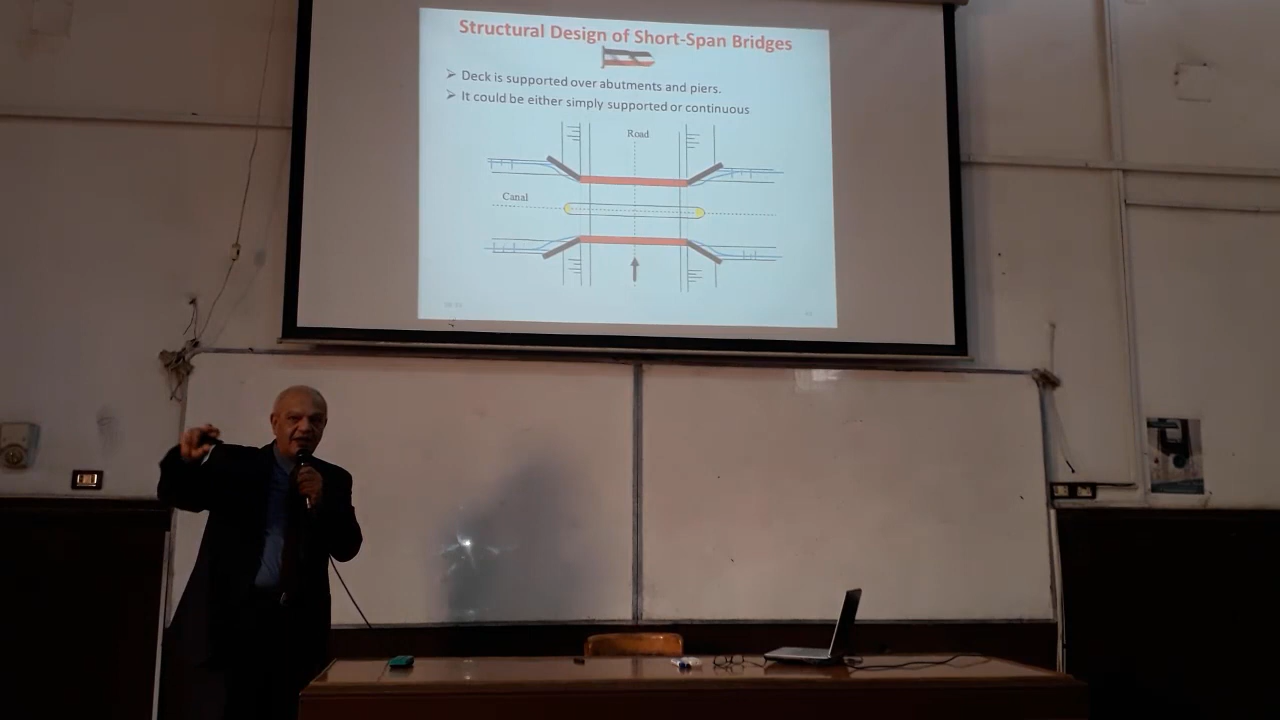 Structural Design of Short-Span Bridges
➢ Deck is supported over abutments and piers.
➢ It could be either simply supported or continuous
Road
Canal